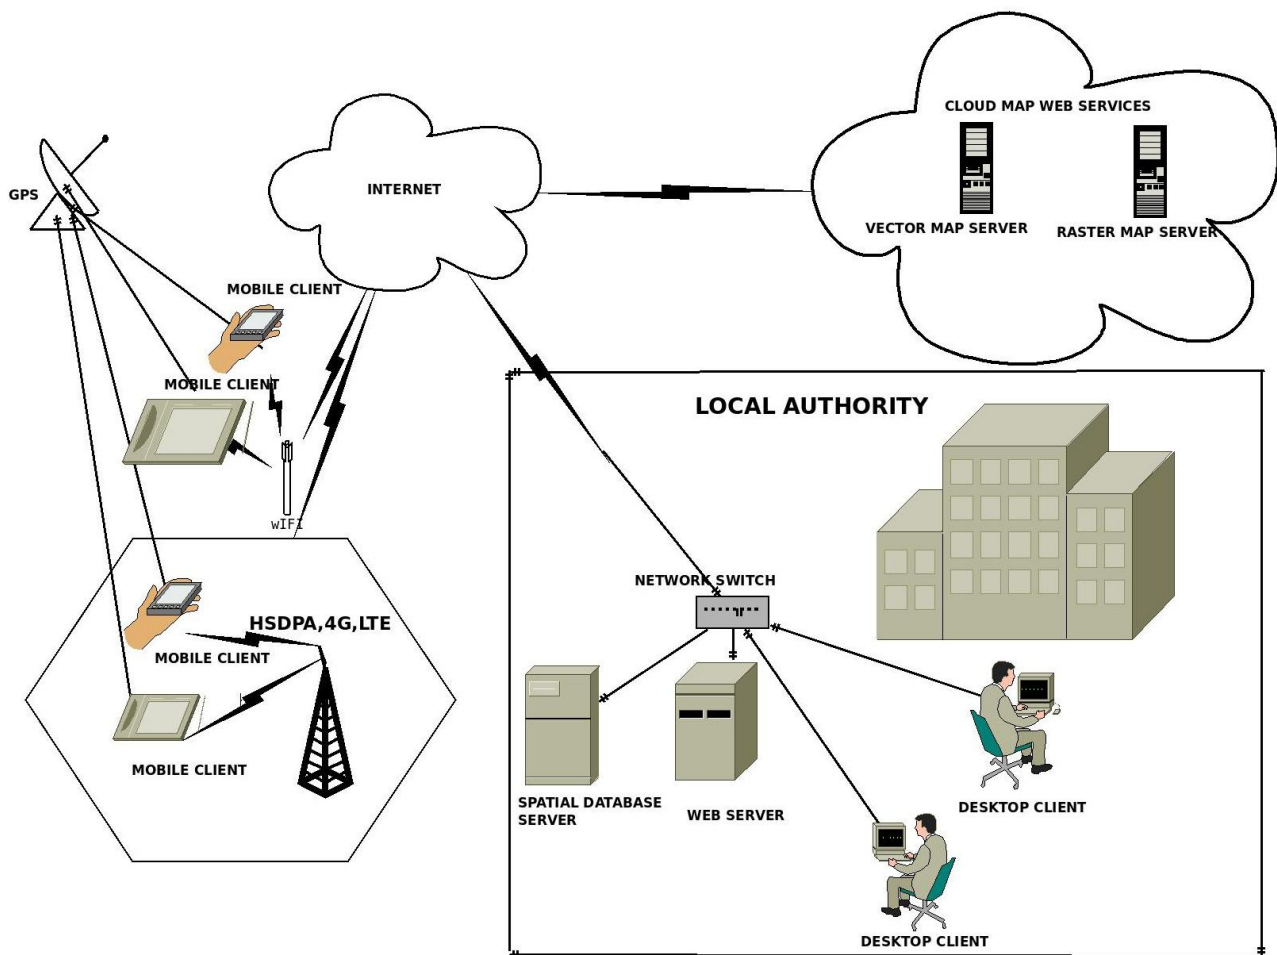 CLOUD MAP WEB SERVICES
INTERNET
GPS
VECTOR MAP SERVER
RASTER MAP SERVER
MOBILE CLIENT
MOBILE CLIENT
LOCAL AUTHORITY
wIFI
NETWORK SWITCH
HSDPA,4G,LTE
MOBILE CLIENT
MOBILE CLIENT
SPATIAL DATABASE
SERVER
WEB SERVER
DESKTOP CLIENT
DESKTOP CLIENT